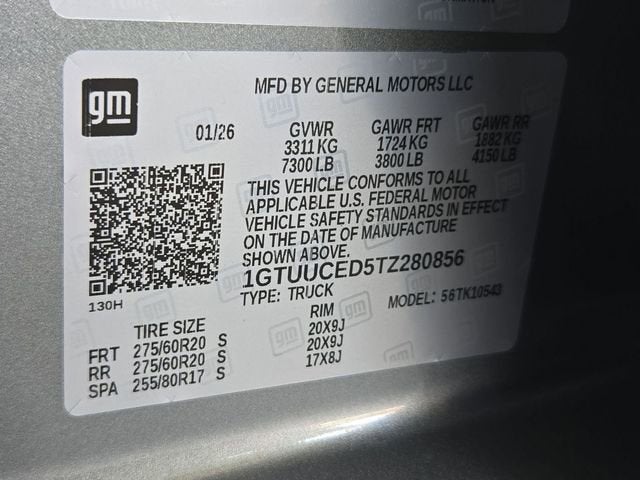 gm
MFD BY GENERAL MOTORS LLC
01/26
GVWR GAWR FRT GAWR RR
3311 KG 1724 KG 1882 KG
7300 LB 3800 LB 4150 LB
THIS VEHICLE CONFORMS TO ALL
APPLICABLE U.S. FEDERAL MOTOR
VEHICLE SAFETY STANDARDS IN EFFECT
ON THE DATE OF MANUFACTURE
SHOWN ABOVE.
1GTUUCED5TZ280856
TYPE: TRUCK MODEL: 56TK10543
130H
TIRE SIZE RIM
FRT 275/60R20 S 20X9J
RR 275/60R20 S 20X9J
SPA 255/80R17 S 17X8J